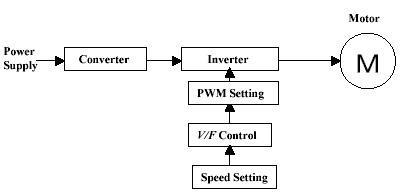 Motor
Power
Supply
Converter
Inverter
M
PWM Setting
V/F Control
Speed Setting